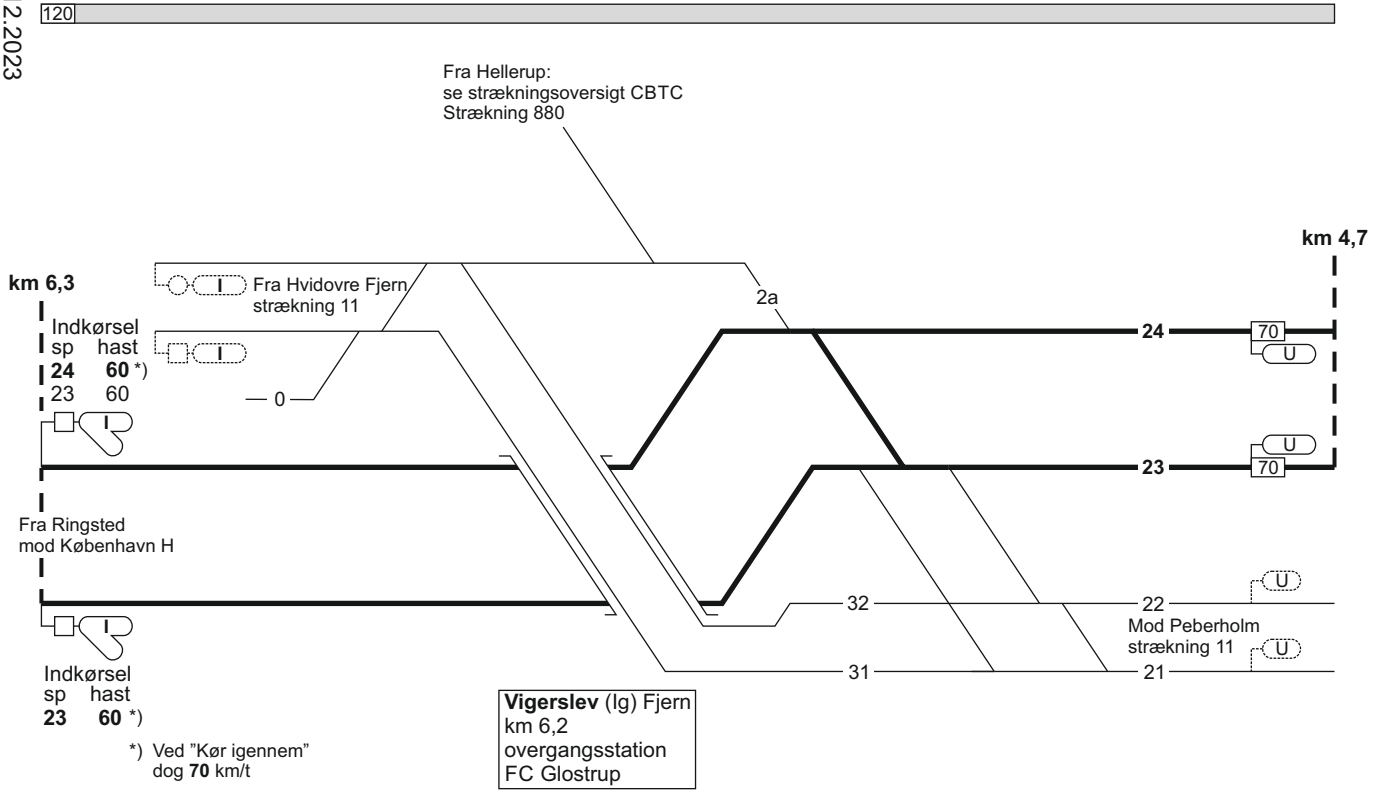 12.2023
120
Fra Hellerup:
se strækningsoversigt CBTC
Strækning 880
km 4,7
km 6,3
I
Fra Hvidovre Fjern
strækning 11
2a
Indkørsel
sp hast
24 60 *)
23 60
I
24
70
U
0
I
U
23
70
Fra Ringsted
mod København H
U
32
22
I
Mod Peberholm
strækning 11
U
31
21
Indkørsel
sp hast
23 60 *)
Vigerslev (Ig) Fjern
km 6,2
overgangsstation
FC Glostrup
*) Ved ”Kør igennem”
dog 70 km/t